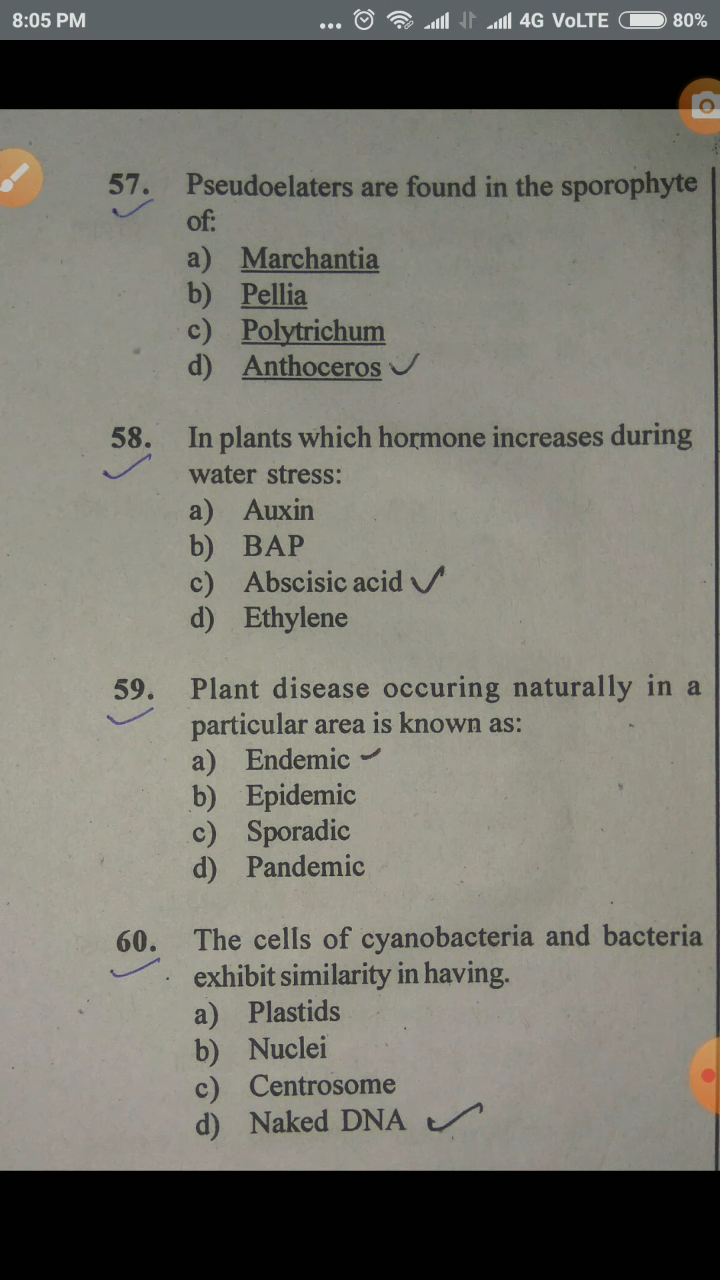 8:05 PM ... 4G VoLTE 80%
57. Pseudoelaters are found in the sporophyte
of:
a) Marchantia
b) Pellia
c) Polytrichum
d) Anthoceros
58. In plants which hormone increases during
water stress:
a) Auxin
b) BAP
c) Abscisic acid
d) Ethylene
59. Plant disease occuring naturally in a
particular area is known as:
a) Endemic
b) Epidemic
c) Sporadic
d) Pandemic
60. The cells of cyanobacteria and bacteria
exhibit similarity in having.
a) Plastids
b) Nuclei
c) Centrosome
d) Naked DNA